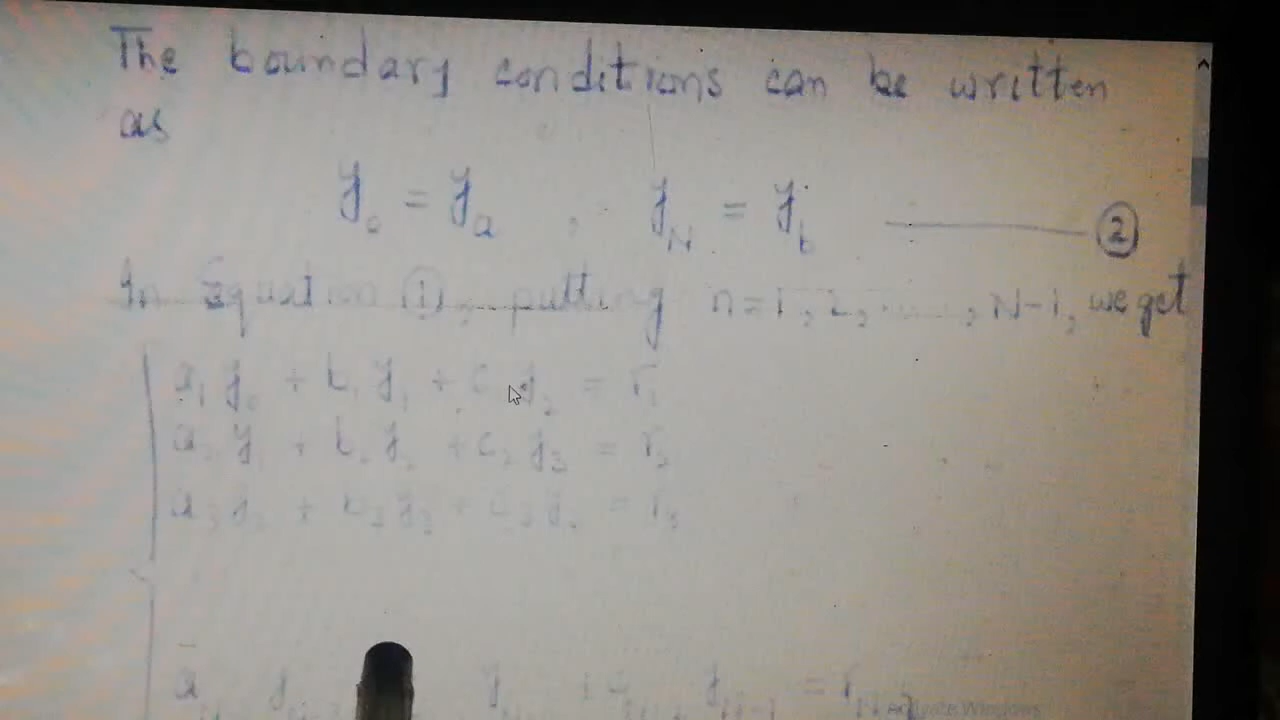 The boundary conditions can be written
as
y₀ = yₐ , y_N = y_b ——— ②
In Equation ①, putting n=1, 2, ......, N-1, we get
a₁ y₀ + b₁ y₁ + c₁ y₂ = r₁
a₂ y₁ + b₂ y₂ + c₂ y₃ = r₂
a₃ y₂ + b₃ y₃ + c₃ y₄ = r₃
Activate Windows